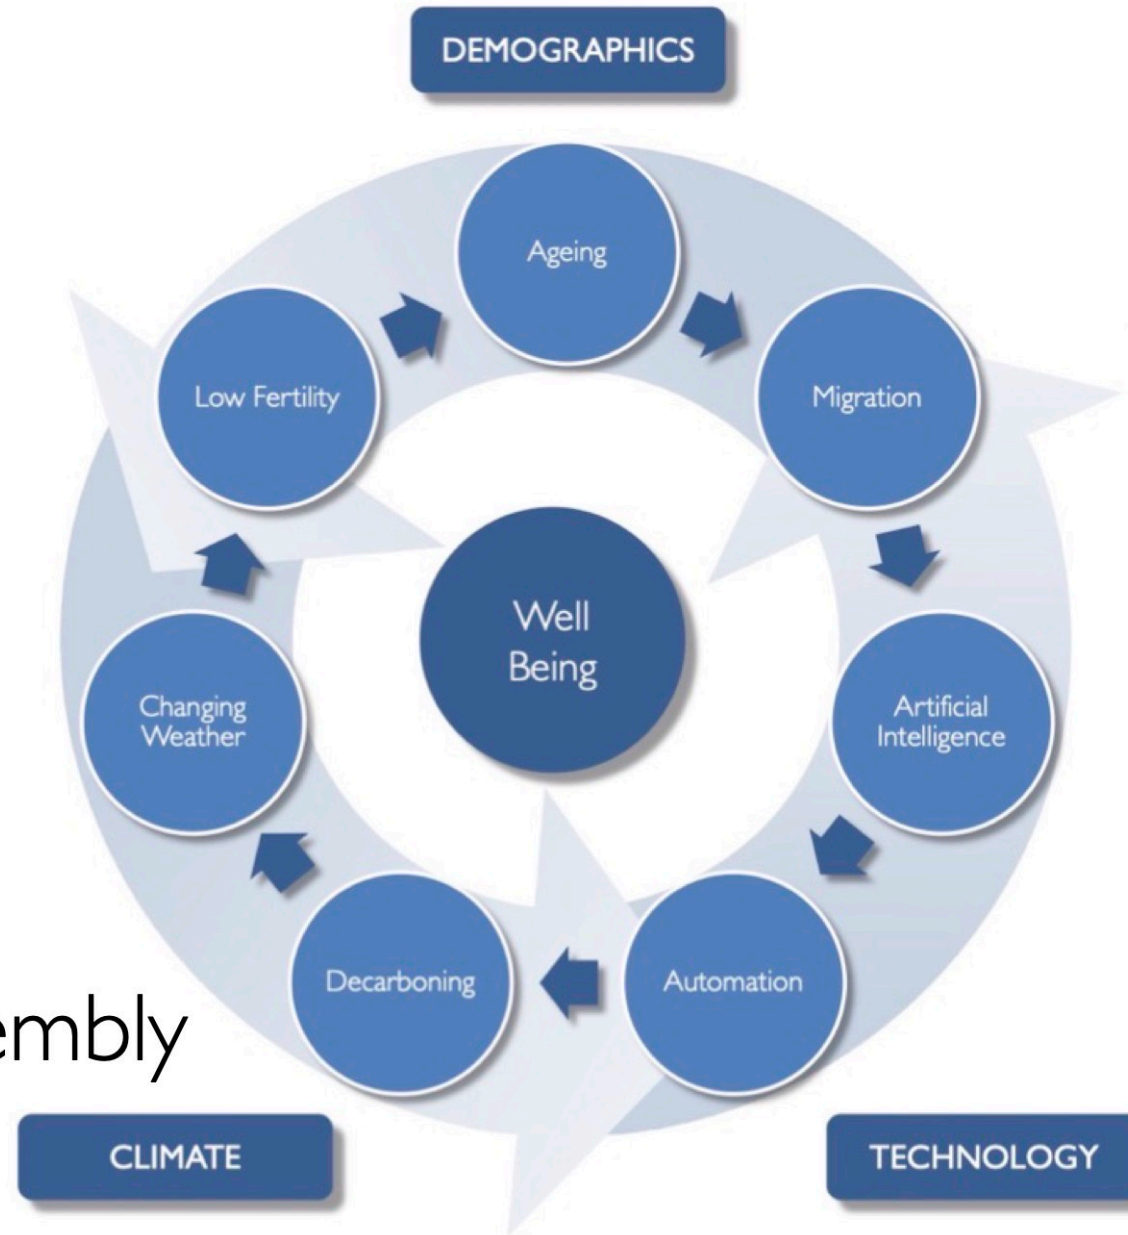 DEMOGRAPHICS
Ageing
Low Fertility
Migration
Well
Being
Changing
Weather
Artificial
Intelligence
Decarboning
Automation
embly
CLIMATE
TECHNOLOGY